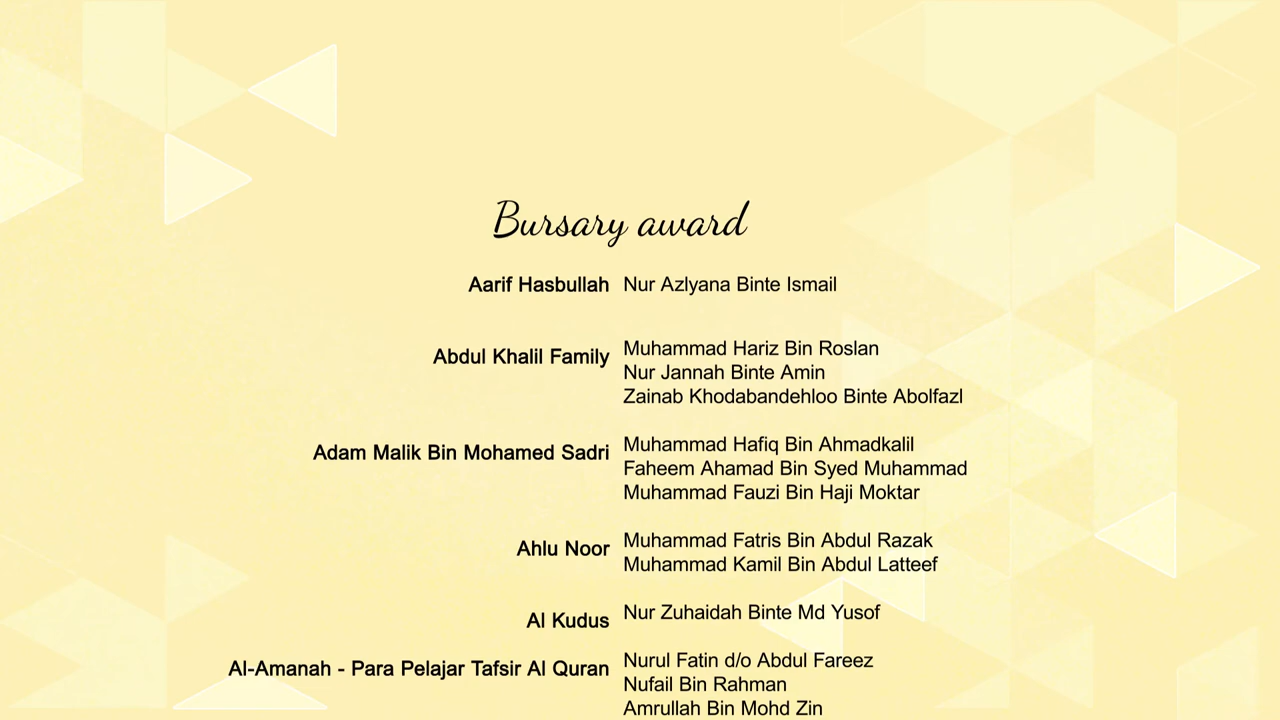 Bursary award
Aarif Hasbullah Nur Azlyana Binte Ismail
Abdul Khalil Family
Muhammad Hariz Bin Roslan
Nur Jannah Binte Amin
Zainab Khodabandehloo Binte Abolfazl
Adam Malik Bin Mohamed Sadri
Muhammad Hafiq Bin Ahmadkalil
Faheem Ahamad Bin Syed Muhammad
Muhammad Fauzi Bin Haji Moktar
Ahlu Noor
Muhammad Fatris Bin Abdul Razak
Muhammad Kamil Bin Abdul Latteef
Al Kudus
Nur Zuhaidah Binte Md Yusof
Al-Amanah - Para Pelajar Tafsir Al Quran
Nurul Fatin d/o Abdul Fareez
Nufail Bin Rahman
Amrullah Bin Mohd Zin